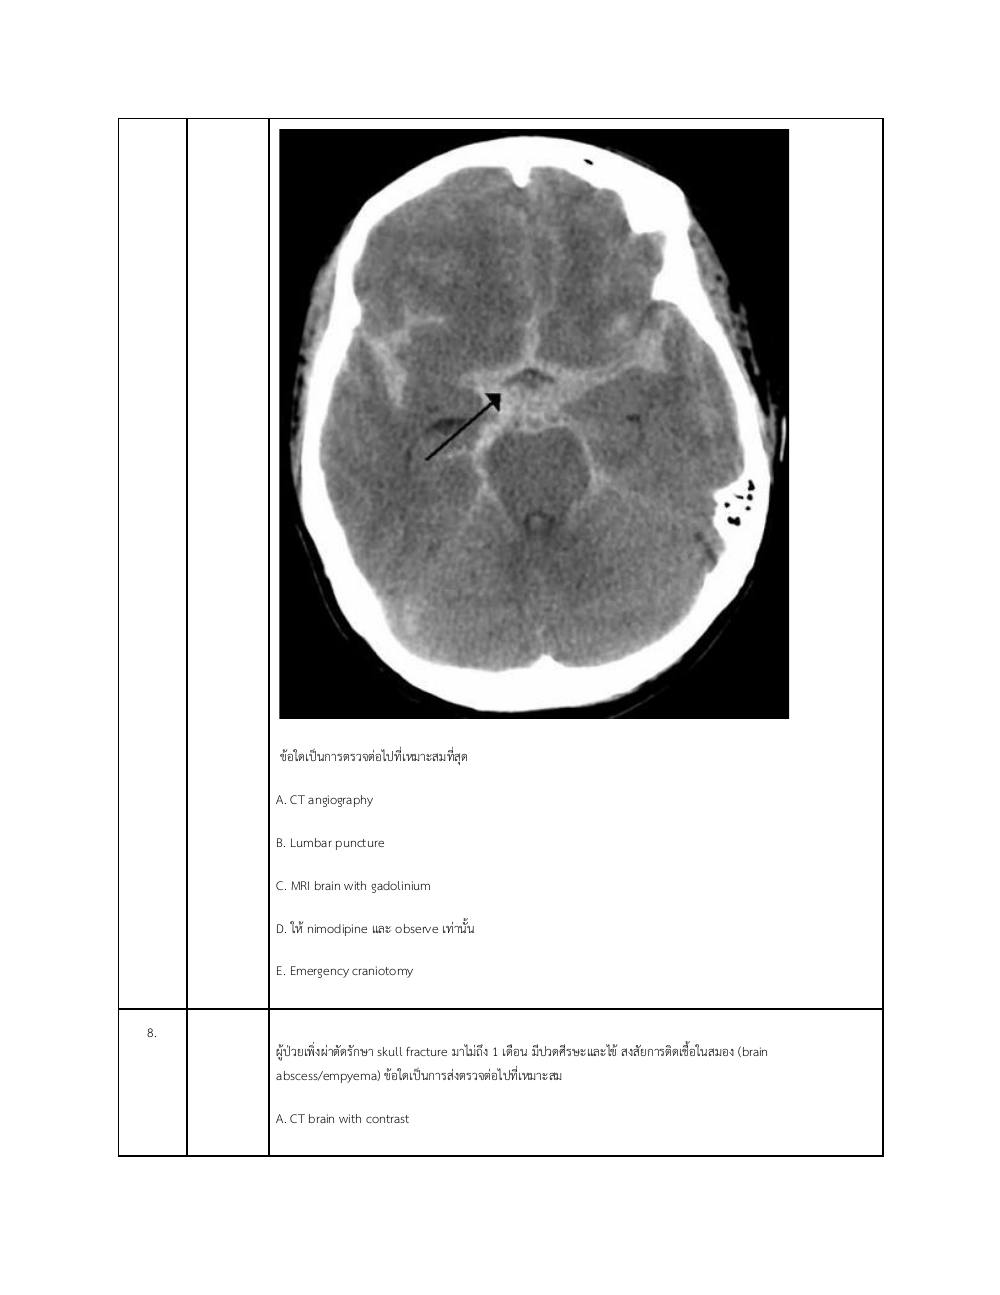 ข้อใดเป็นการตรวจต่อไปที่เหมาะสมที่สุด
A. CT angiography
B. Lumbar puncture
C. MRI brain with gadolinium
D. ให้ nimodipine และ observe เท่านั้น
E. Emergency craniotomy
8.
ผู้ป่วยเพิ่งผ่าตัดรักษา skull fracture มาไม่ถึง 1 เดือน มีปวดศีรษะและไข้ สงสัยการติดเชื้อในสมอง (brain
abscess/empyema) ข้อใดเป็นการส่งตรวจต่อไปที่เหมาะสม
A. CT brain with contrast